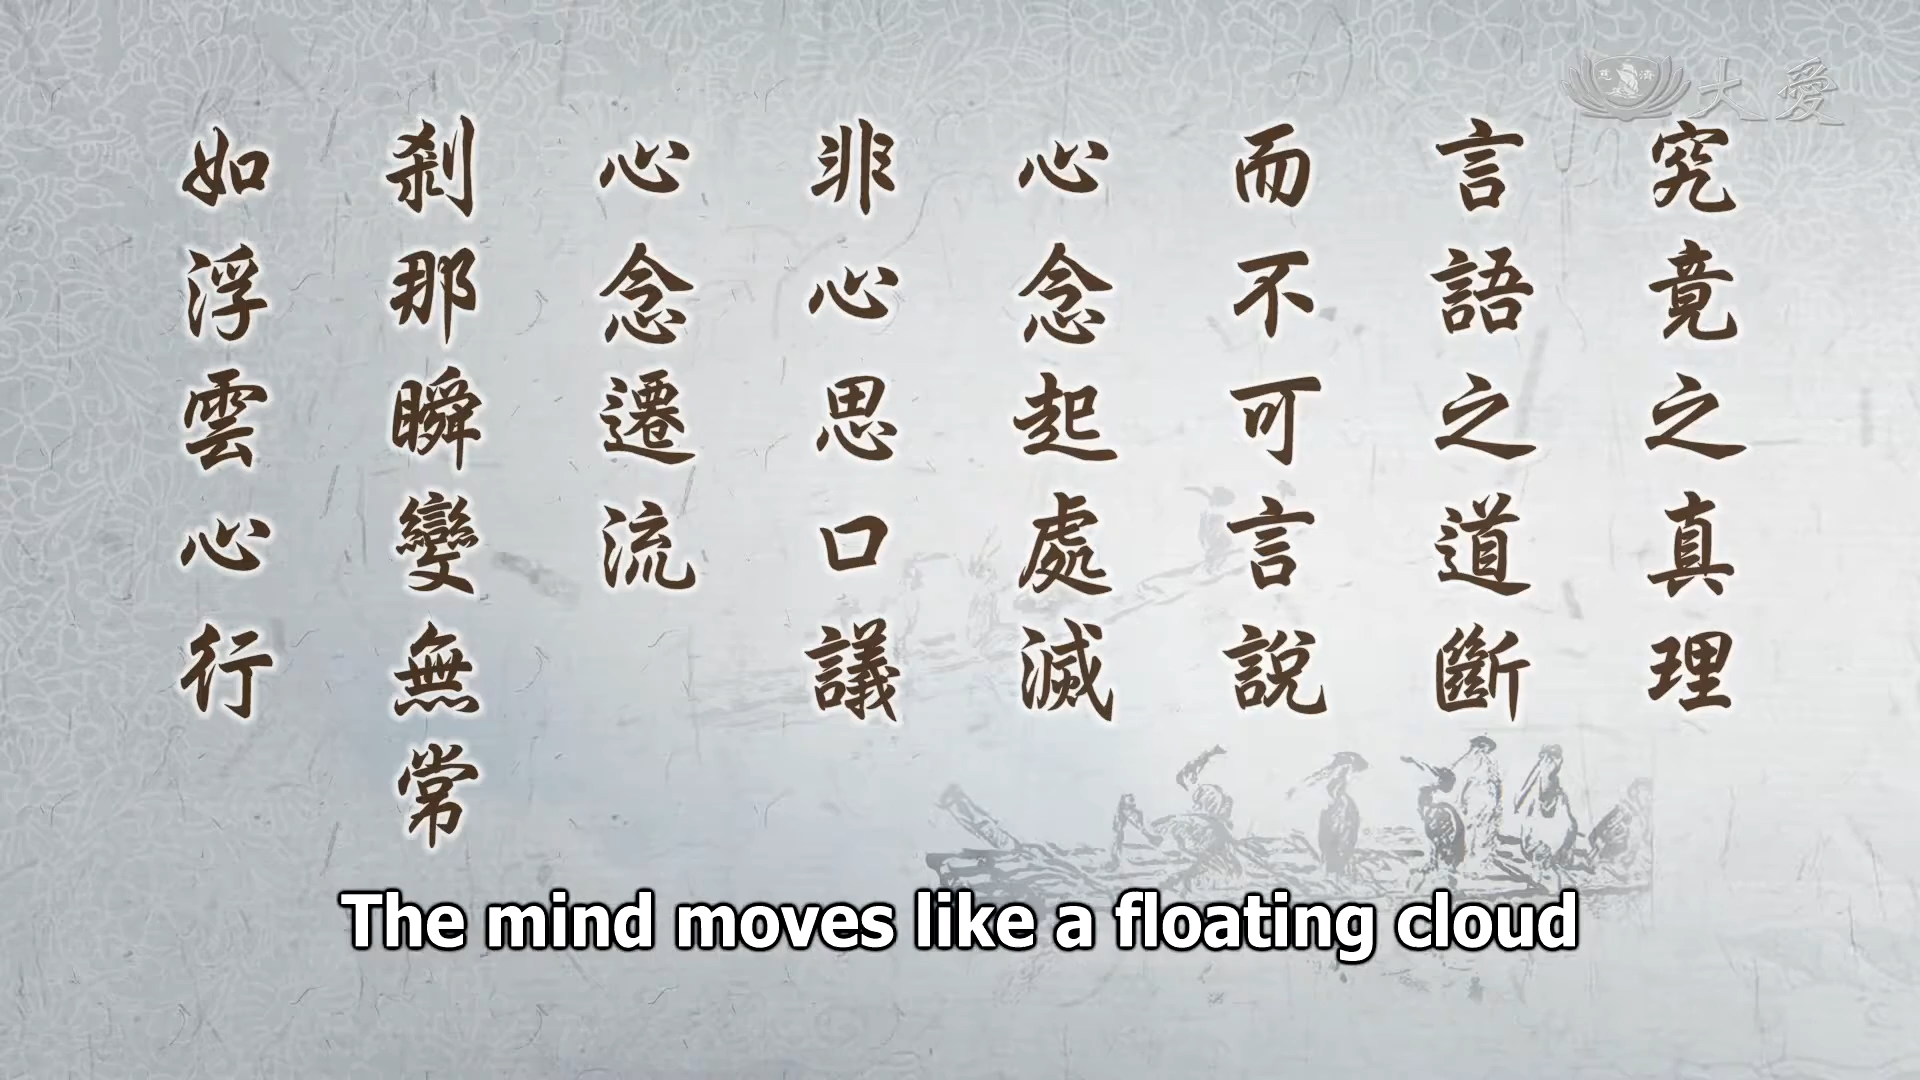 究竟之真理
言語之道斷
而不可言說
心念起處滅
非心思口議
心念遷流
剎那瞬變無常
如浮雲心行
The mind moves like a floating cloud
慈濟
大愛